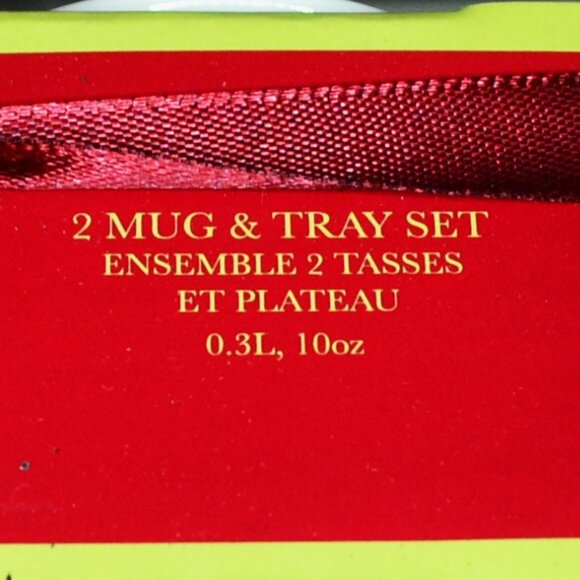 2 MUG & TRAY SET
ENSEMBLE 2 TASSES
ET PLATEAU
0.3L, 10oz